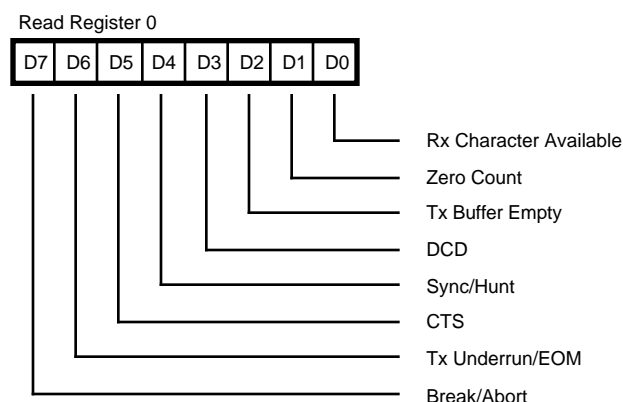 Read Register 0
D7 D6 D5 D4 D3 D2 D1 D0
Rx Character Available
Zero Count
Tx Buffer Empty
DCD
Sync/Hunt
CTS
Tx Underrun/EOM
Break/Abort